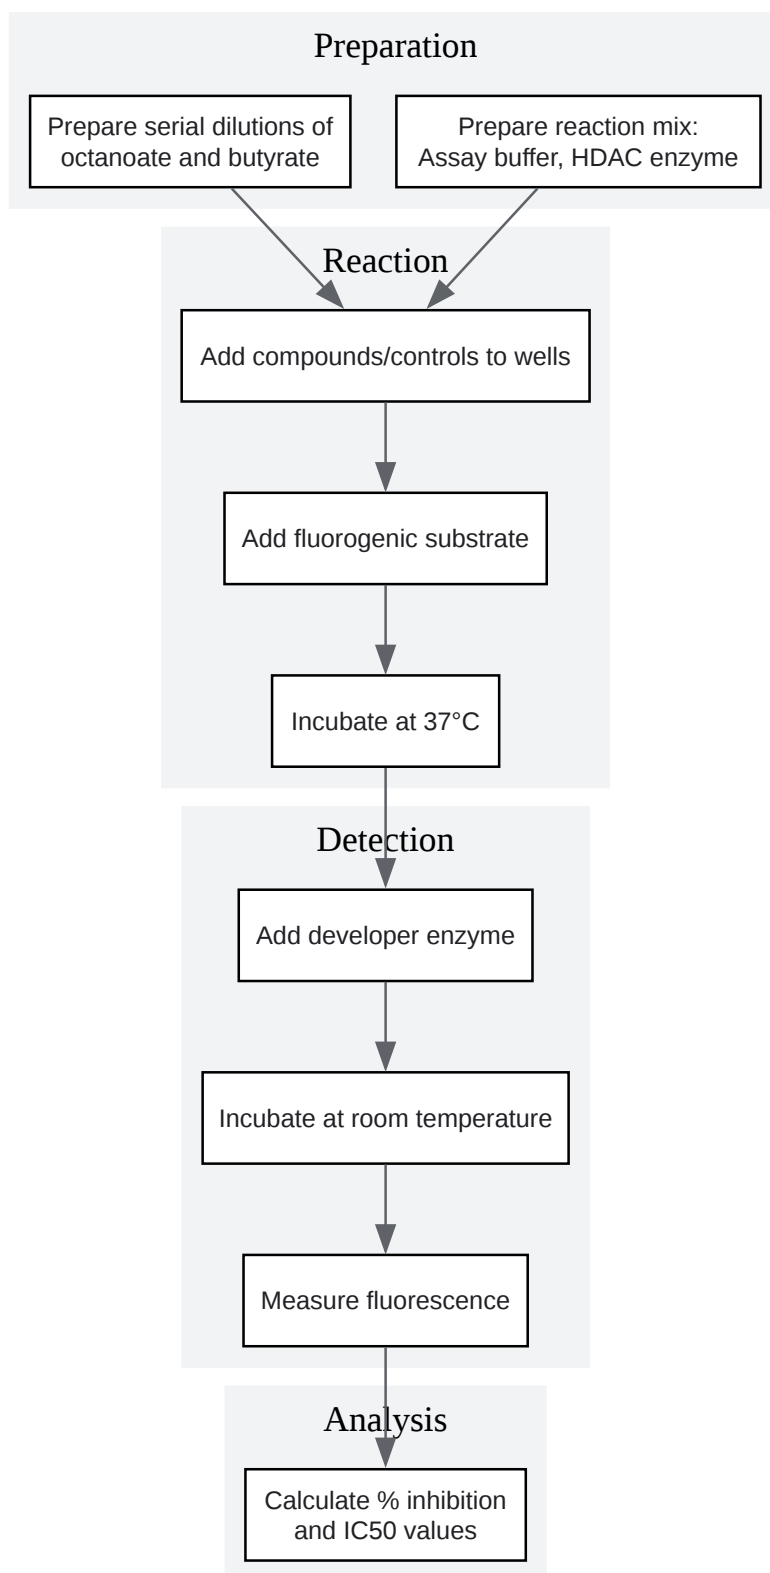 Preparation
Prepare serial dilutions of
octanoate and butyrate
Prepare reaction mix:
Assay buffer, HDAC enzyme
Reaction
Add compounds/controls to wells
Add fluorogenic substrate
Incubate at 37°C
Detection
Add developer enzyme
Incubate at room temperature
Measure fluorescence
Analysis
Calculate % inhibition
and IC50 values